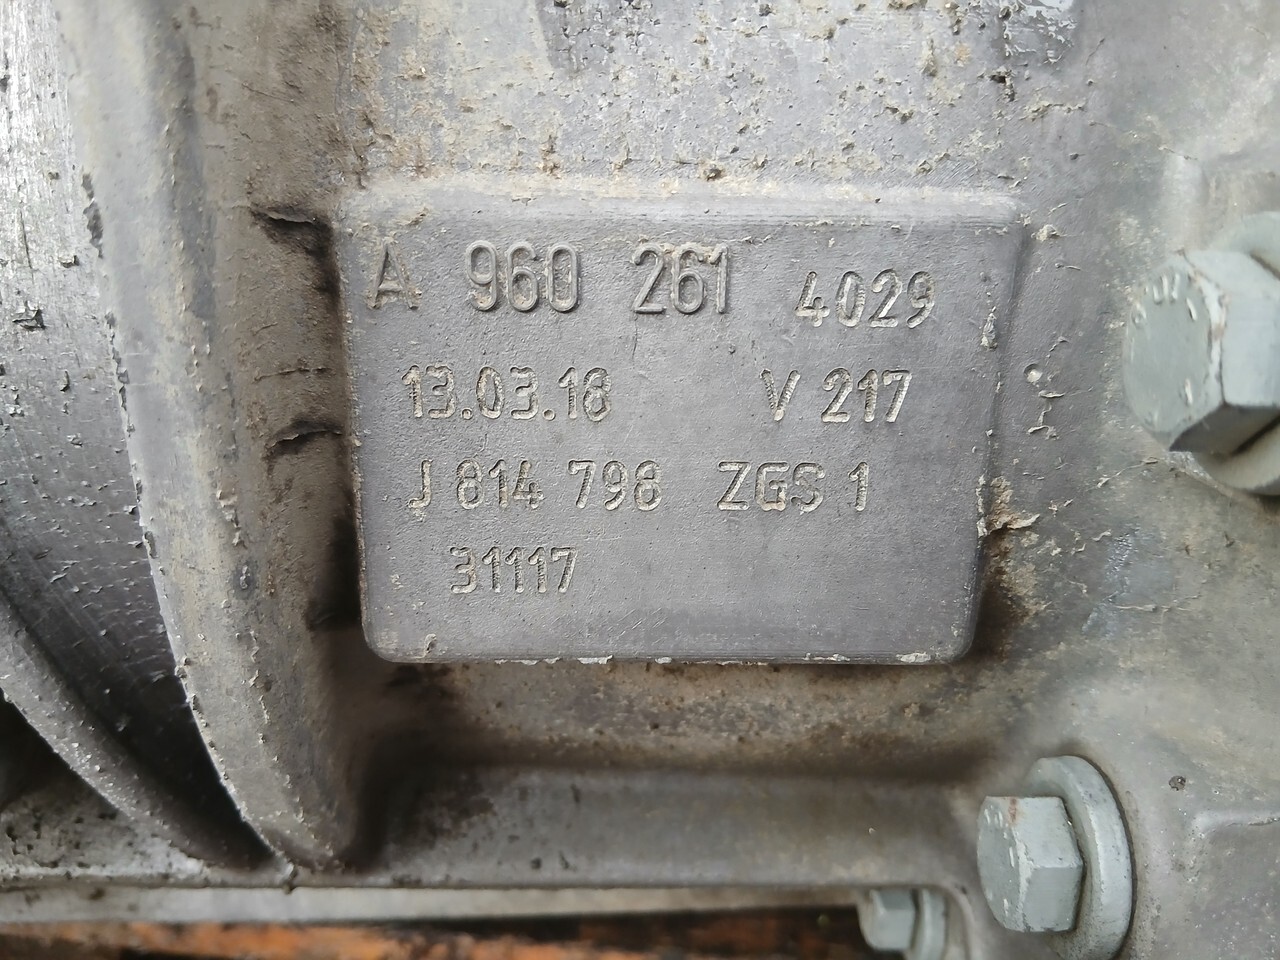 A 960 261 4029
13.03.18 V 217
J 814 798 ZGS 1
31117